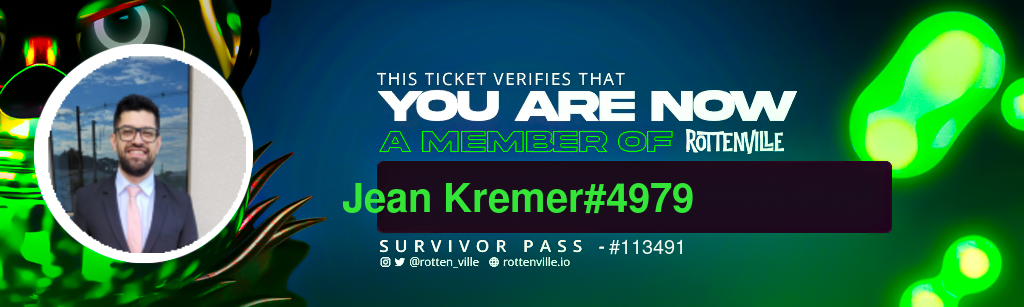 THIS TICKET VERIFIES THAT
YOU ARE NOW
A MEMBER OF ROTTENVILLE
Jean Kremer#4979
SURVIVOR PASS - #113491
@rotten_ville rottenville.io